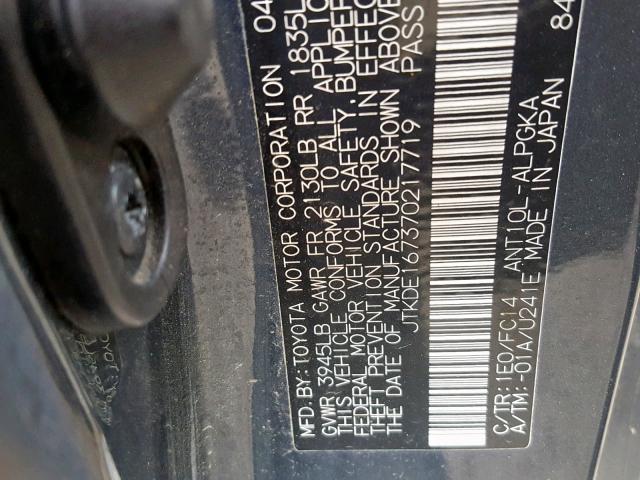 MFD.BY:TOYOTA MOTOR CORPORATION 04
GVWR 3945LB GAWR FR 2130LB RR 1835L
THIS VEHICLE CONFORMS TO ALL APPLIC
FEDERAL MOTOR VEHICLE SAFETY, BUMPER
THEFT PREVENTION STANDARDS IN EFFEC
THE DATE OF MANUFACTURE SHOWN ABOVE
JTKDE167370217719 PASS
C/TR:1E0/FC14 ANT10L-ALPGKA 84
A/TM:-01A/U241E MADE IN JAPAN